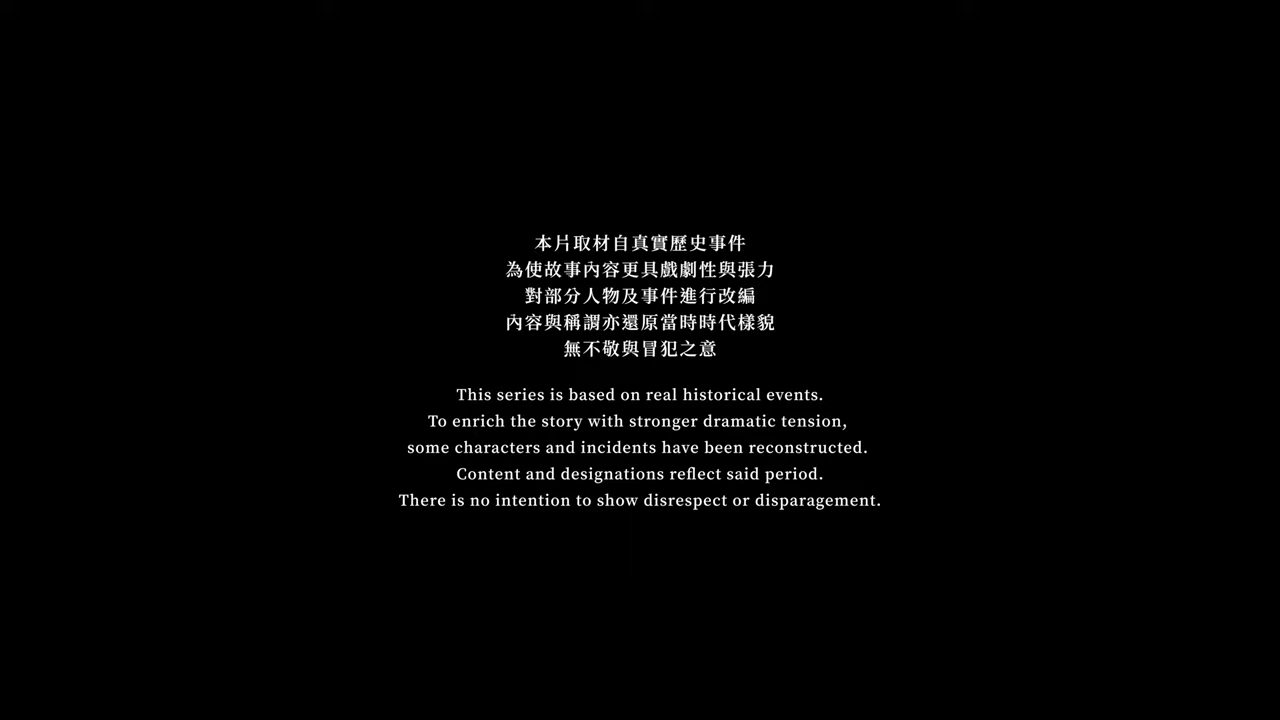 本片取材自真實歷史事件
為使故事內容更具戲劇性與張力
對部分人物及事件進行改編
內容與稱謂亦還原當時時代樣貌
無不敬與冒犯之意
This series is based on real historical events.
To enrich the story with stronger dramatic tension,
some characters and incidents have been reconstructed.
Content and designations reflect said period.
There is no intention to show disrespect or disparagement.